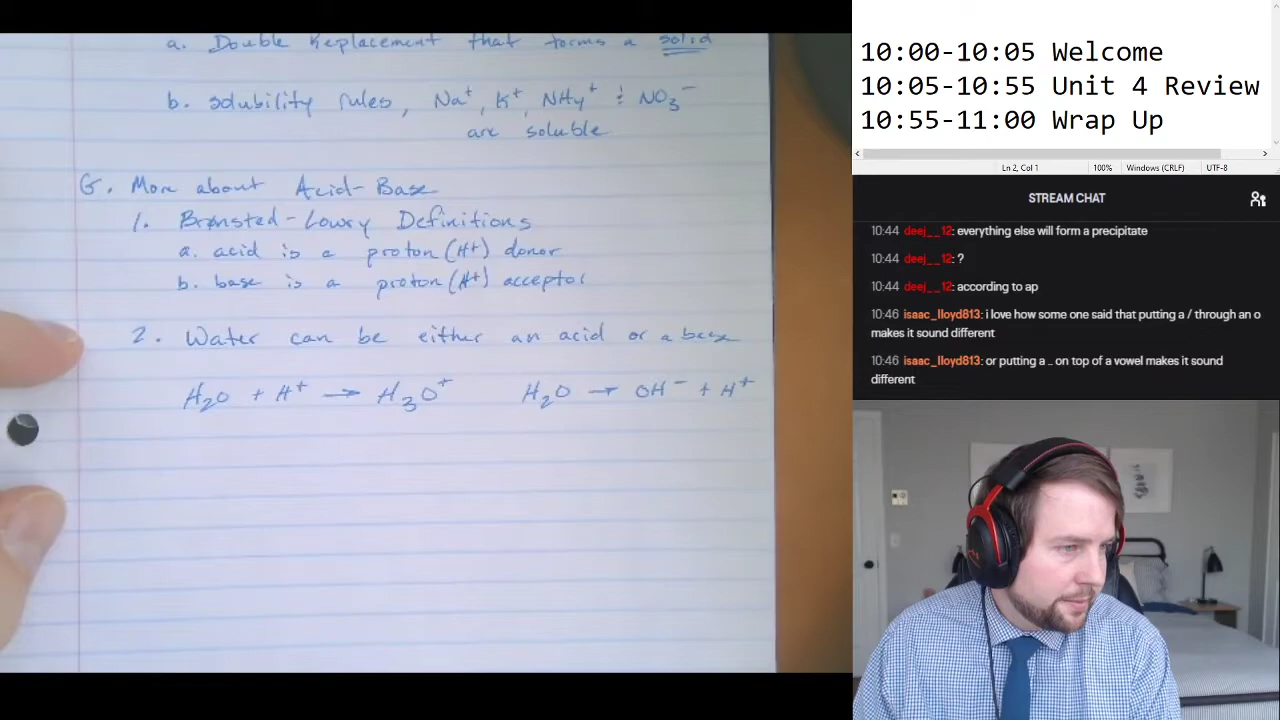 a. Double Replacement that forms a solid
b. solubility rules, Na⁺, K⁺, NH4⁺ : NO3⁻
are soluble
G. More about Acid-Base
1. Brønsted-Lowry Definitions
a. acid is a proton (H⁺) donor
b. base is a proton (H⁺) acceptor
2. Water can be either an acid or a base
H2O + H⁺ → H3O⁺ H2O → OH⁻ + H⁺
10:00-10:05 Welcome
10:05-10:55 Unit 4 Review
10:55-11:00 Wrap Up
Ln 2, Col 1 100% Windows (CRLF) UTF-8
STREAM CHAT
10:44 deej__12: everything else will form a precipitate
10:44 deej__12: ?
10:44 deej__12: according to ap
10:46 isaac_lloyd813: i love how some one said that putting a / through an o
makes it sound different
10:46 isaac_lloyd813: or putting a .. on top of a vowel makes it sound
different